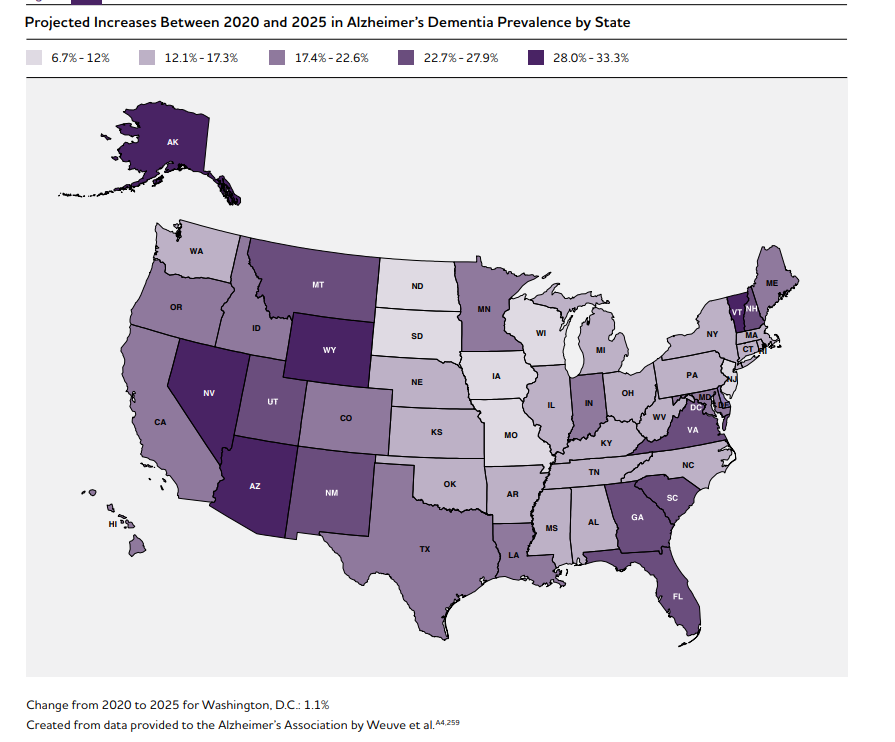 Projected Increases Between 2020 and 2025 in Alzheimer's Dementia Prevalence by State
6.7% - 12% 12.1% - 17.3% 17.4% - 22.6% 22.7% - 27.9% 28.0% - 33.3%
AK
WA
MT
ND
MN
ME
VT
NH
OR
ID
SD
WI
NY
MA
WY
MI
CT
RI
IA
PA
NJ
NE
NV
UT
CO
IL
IN
OH
MD
DE
DC
CA
KS
MO
WV
VA
KY
NC
TN
AZ
NM
OK
AR
SC
HI
MS
AL
GA
TX
LA
FL
Change from 2020 to 2025 for Washington, D.C.: 1.1%
Created from data provided to the Alzheimer's Association by Weuve et al.A4,259